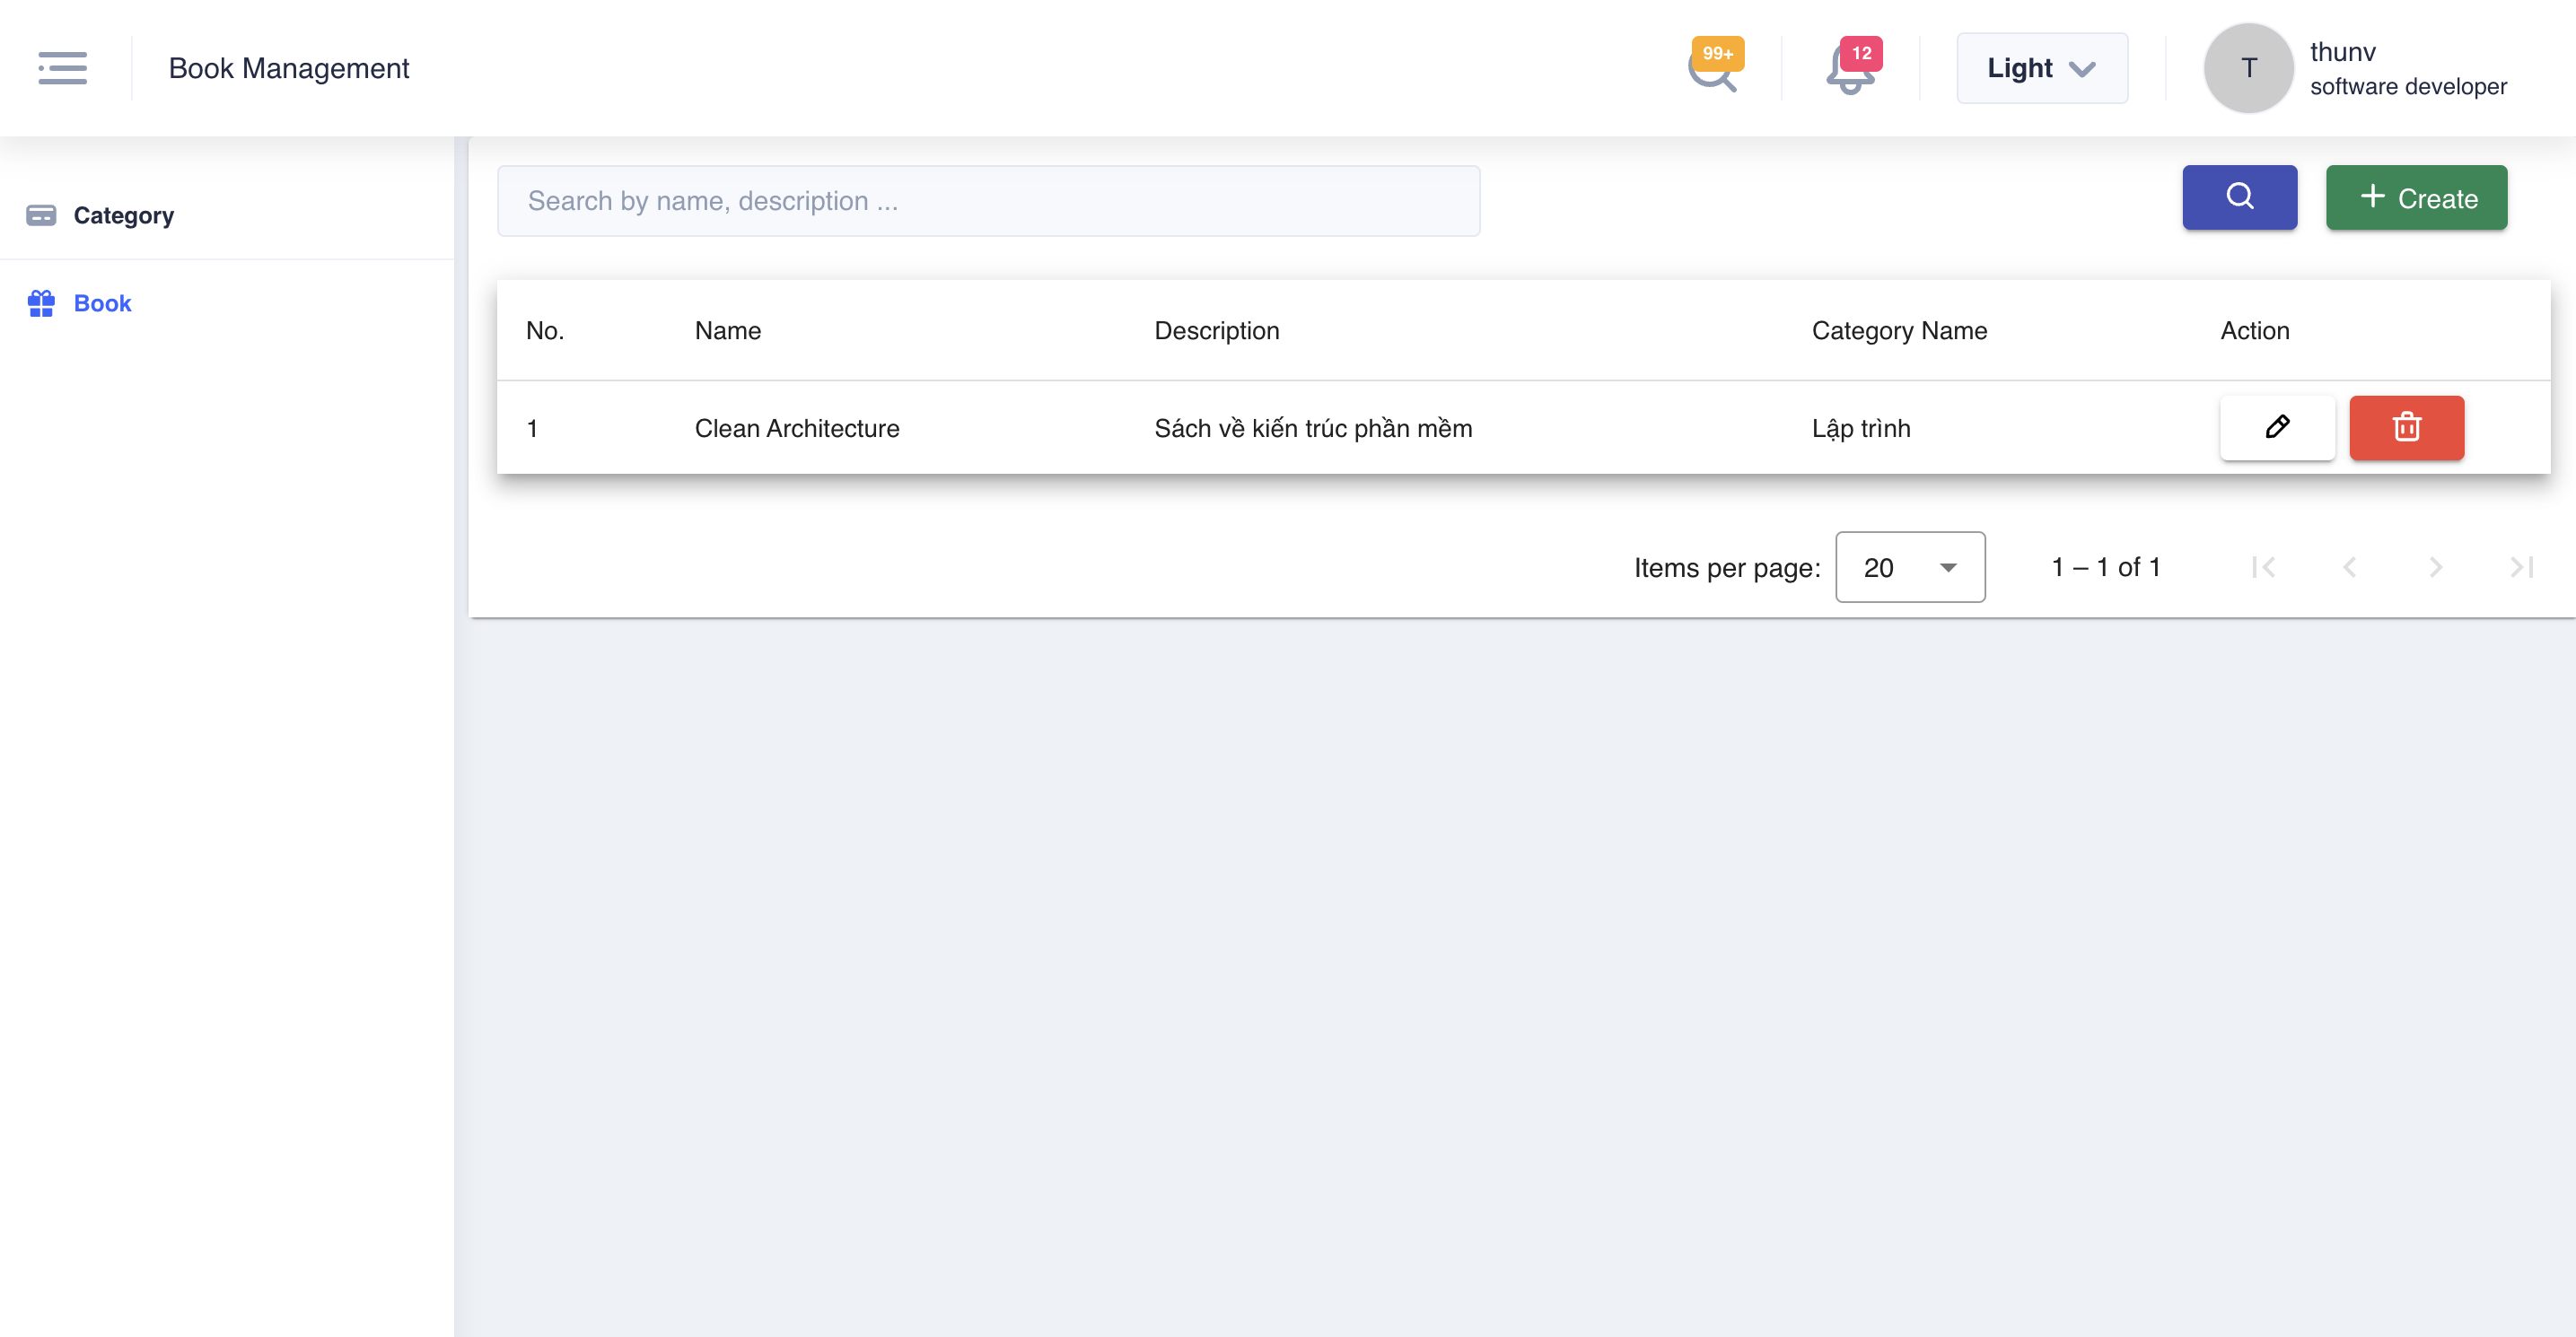 Book Management
99+
12
Light
T
thunv
software developer
Category
Book
Search by name, description ...
Create
No. Name Description Category Name Action
1 Clean Architecture Sách về kiến trúc phần mềm Lập trình
Items per page: 20 1 – 1 of 1